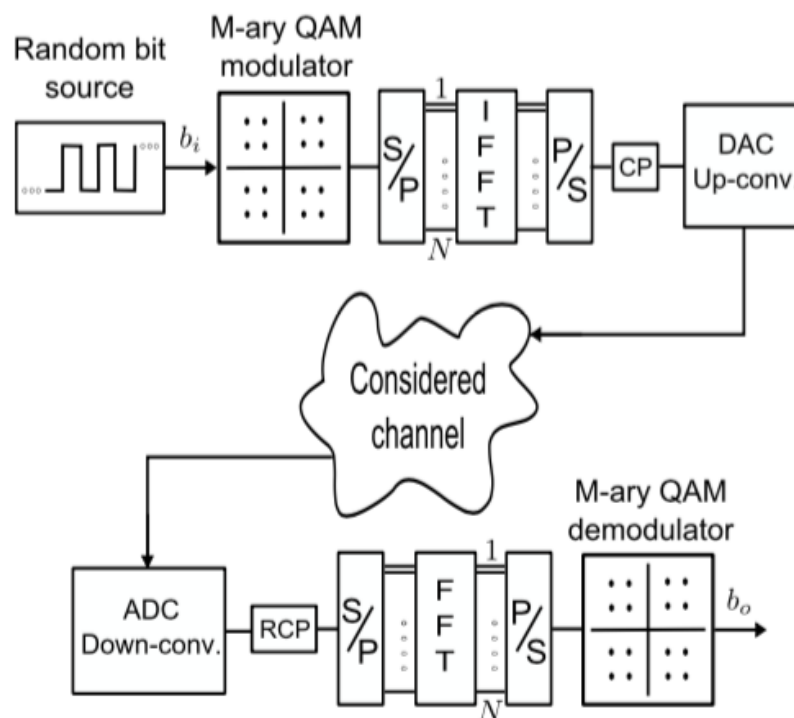 Random bit
source
b_i
M-ary QAM
modulator
S/P
1
N
I
F
F
T
P/S
CP
DAC
Up-conv
Considered
channel
ADC
Down-conv.
RCP
S/P
F
F
T
1
N
P/S
M-ary QAM
demodulator
b_o